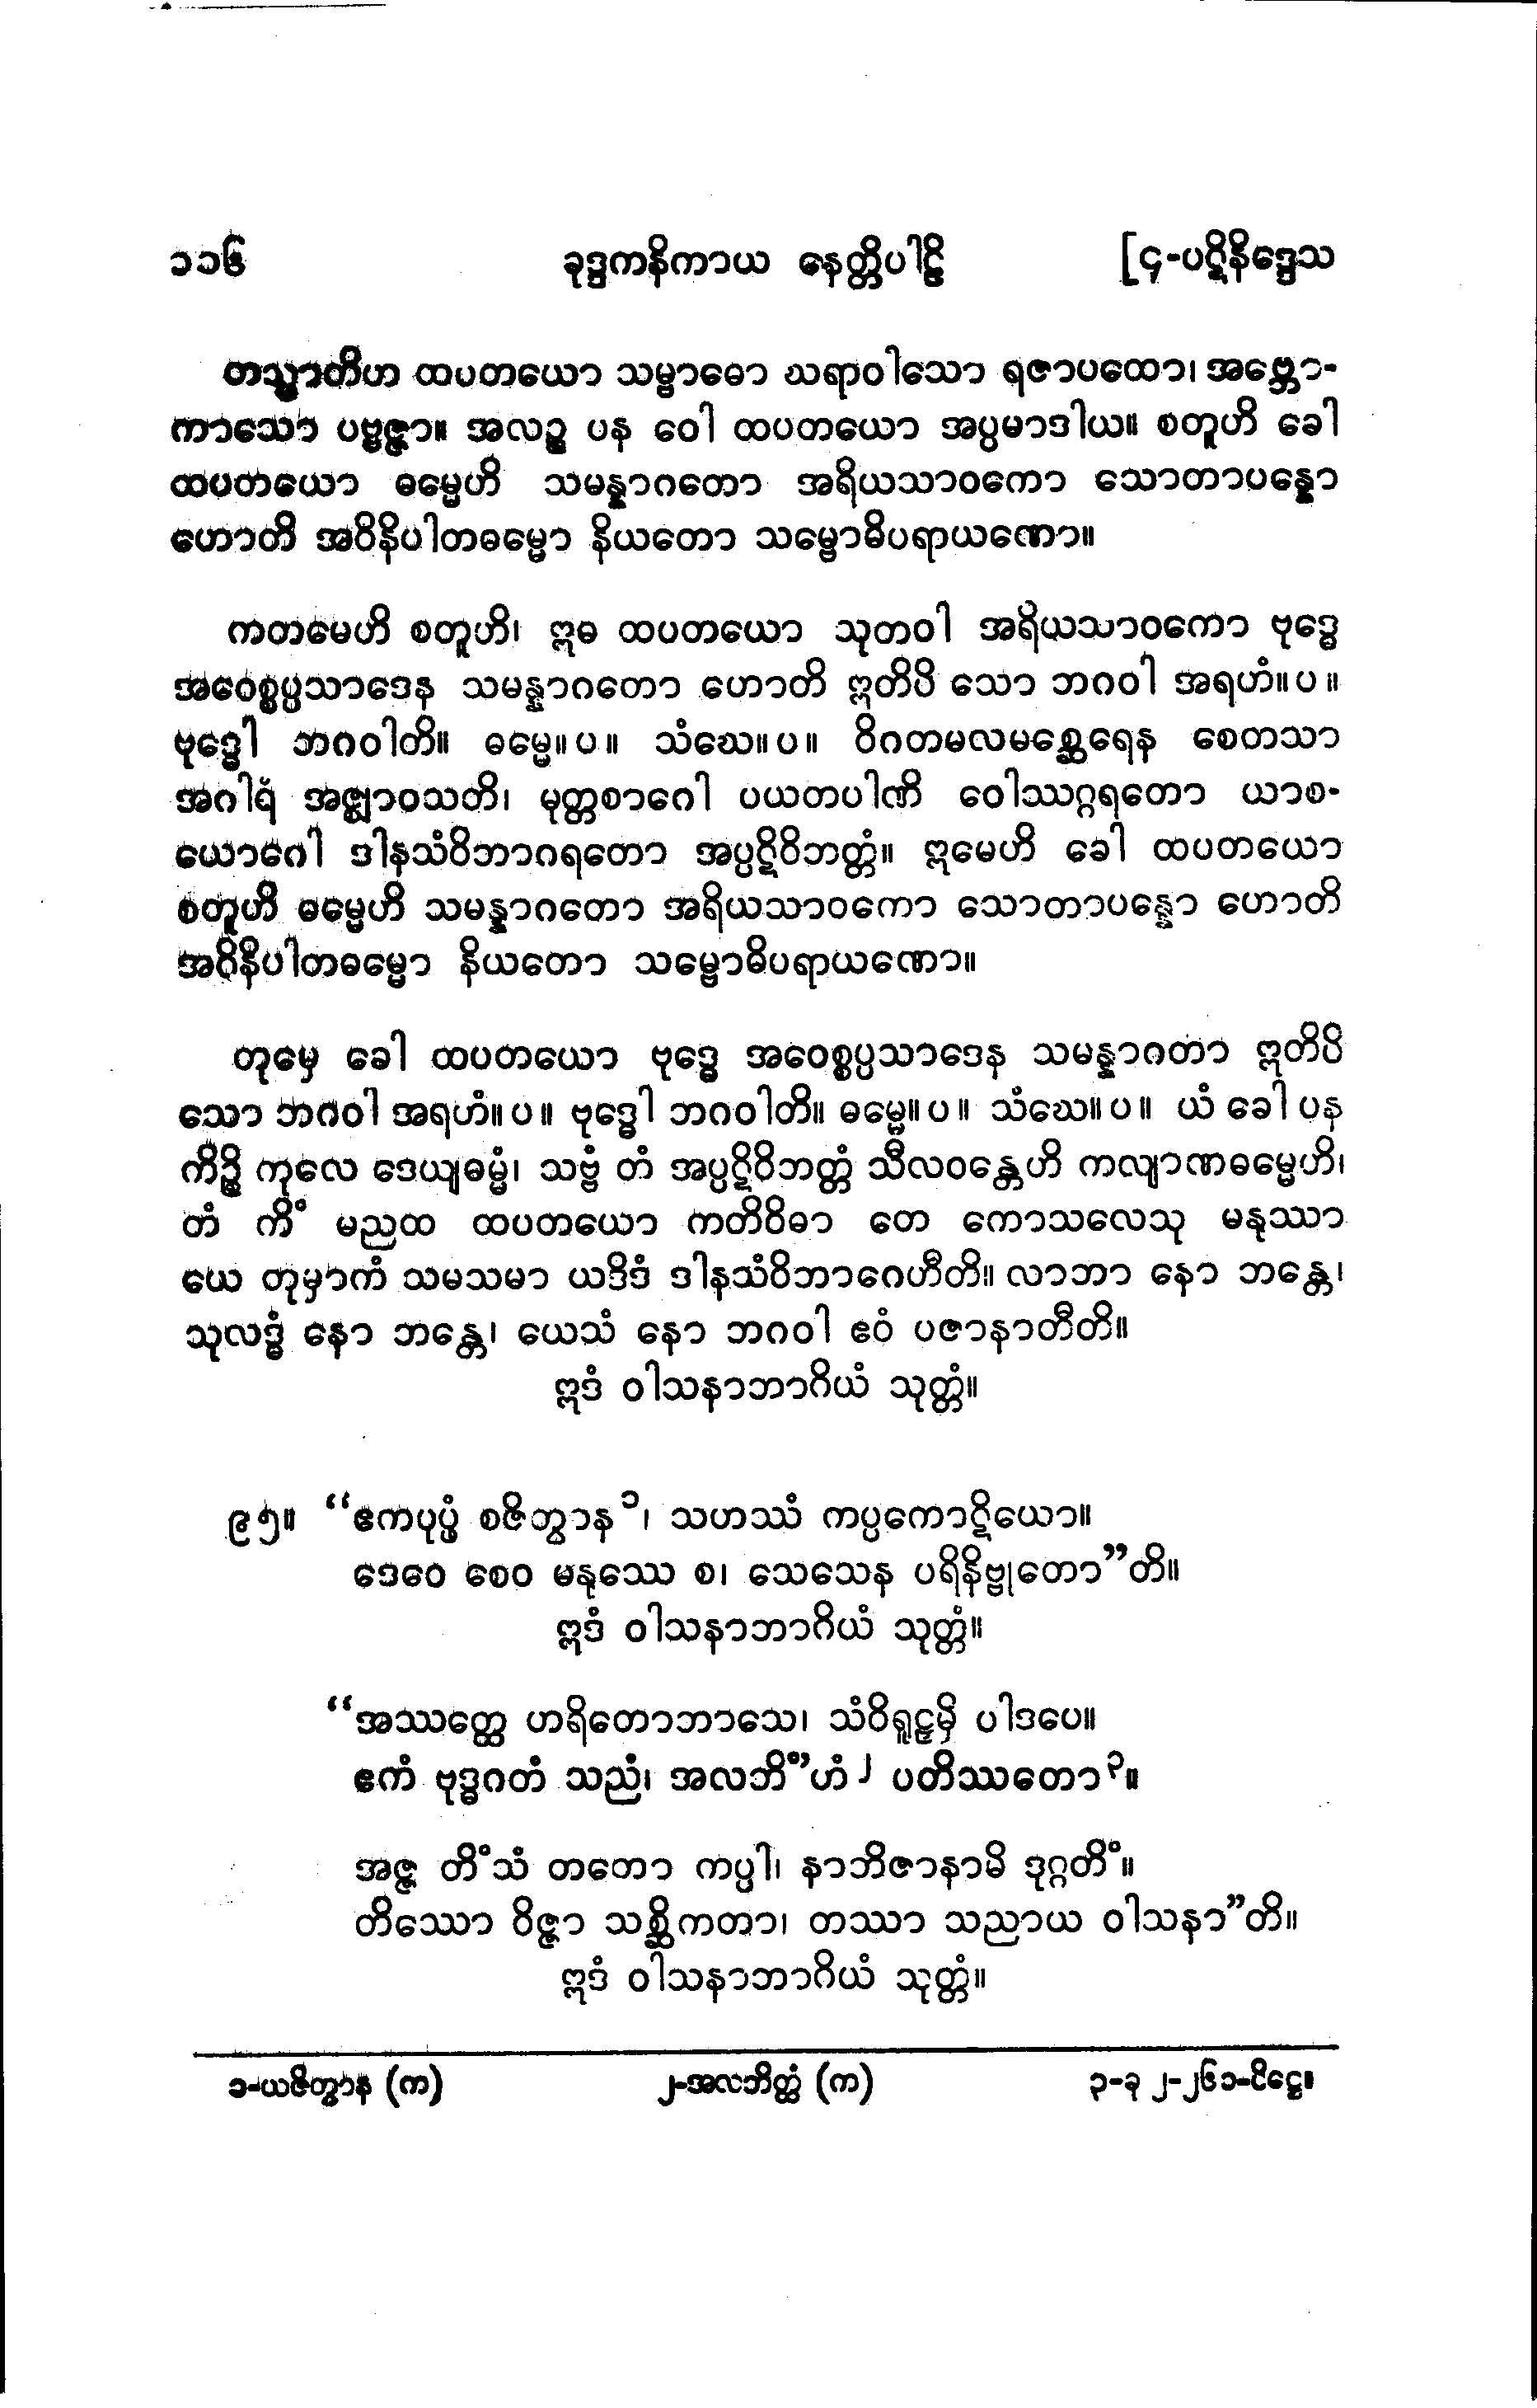 ၁၁၆ ခုဒ္ဒကနိကာယ နေတ္တိပါဠိ [၄-ပဋိနိဒ္ဒေသ
တသ္မာတိဟ ထပတယော သမ္ဗာဓော ဃရာဝါသော ရဇာပထော၊ အဗ္ဘော-
ကာသော ပဗ္ဗဇ္ဇာ။ အလဉ္စ ပန ဝေါ ထပတယော အပ္ပမာဒါယ။ စတူဟိ ခေါ
ထပတယော ဓမ္မေဟိ သမန္နာဂတော အရိယသာဝကော သောတာပန္နော
ဟောတိ အဝိနိပါတဓမ္မော နိယတော သမ္ဗောဓိပရာယဏော။
ကတမေဟိ စတူဟိ၊ ဣဓ ထပတယော သုတဝါ အရိယသာဝကော ဗုဒ္ဓေ
အဝေစ္စပ္ပသာဒေန သမန္နာဂတော ဟောတိ ဣတိပိ သော ဘဂဝါ အရဟံ။ပ။
ဗုဒ္ဓေါ ဘဂဝါတိ။ ဓမ္မေ။ပ။ သံဃေ။ပ။ ဝိဂတမလမစ္ဆေရေန စေတသာ
အဂါရံ အဇ္ဈာဝသတိ၊ မုတ္တစာဂေါ ပယတပါဏိ ဝေါဿဂ္ဂရတော ယာစ-
ယောဂေါ ဒါနသံဝိဘာဂရတော အပ္ပဋိဝိဘတ္တံ။ ဣမေဟိ ခေါ ထပတယော
စတူဟိ ဓမ္မေဟိ သမန္နာဂတော အရိယသာဝကော သောတာပန္နော ဟောတိ
အဝိနိပါတဓမ္မော နိယတော သမ္ဗောဓိပရာယဏော။
တုမှေ ခေါ ထပတယော ဗုဒ္ဓေ အဝေစ္စပ္ပသာဒေန သမန္နာဂတာ ဣတိပိ
သော ဘဂဝါ အရဟံ။ပ။ ဗုဒ္ဓေါ ဘဂဝါတိ။ ဓမ္မေ။ပ။ သံဃေ။ပ။ ယံ ခေါ ပန
ကိဉ္စိ ကုလေ ဒေယျဓမ္မံ၊ သဗ္ဗံ တံ အပ္ပဋိဝိဘတ္တံ သီလဝန္တေဟိ ကလျာဏဓမ္မေဟိ၊
တံ ကိံ မညထ ထပတယော ကတိဝိဓာ တေ ကောသလေသု မနုဿာ
ယေ တုမှာကံ သမသမာ ယဒိဒံ ဒါနသံဝိဘာဂေဟီတိ။ လာဘာ နော ဘန္တေ၊
သုလဒ္ဓံ နော ဘန္တေ၊ ယေသံ နော ဘဂဝါ ဧဝံ ပဇာနာတီတိ။
ဣဒံ ဝါသနာဘာဂိယံ သုတ္တံ။
၉၅။ “ဧကပုပ္ဖံ စဇိတွာန၁၊ သဟဿံ ကပ္ပကောဋိယော။
ဒေဝေ စေဝ မနုဿေ စ၊ သေသေန ပရိနိဗ္ဗုတော”တိ။
ဣဒံ ဝါသနာဘာဂိယံ သုတ္တံ။
“အဿတ္ထေ ဟရိတောဘာသေ၊ သံဝိရူဠှမှိ ပါဒပေ။
ဧကံ ဗုဒ္ဓဂတံ သညံ၊ အလဘိံ’ဟံ၂ ပတိဿတော၃။
အဇ္ဇ တိံသံ တတော ကပ္ပါ၊ နာဘိဇာနာမိ ဒုဂ္ဂတိံ။
တိဿော ဝိဇ္ဇာ သစ္ဆိကတာ၊ တဿာ သညာယ ဝါသနာ”တိ။
ဣဒံ ဝါသနာဘာဂိယံ သုတ္တံ။
၁-ယဇိတွာန (က) ၂-အလဘိတ္ထံ (က) ၃-ခု ၂-၂၆၁-ပိဋ္ဌေ။